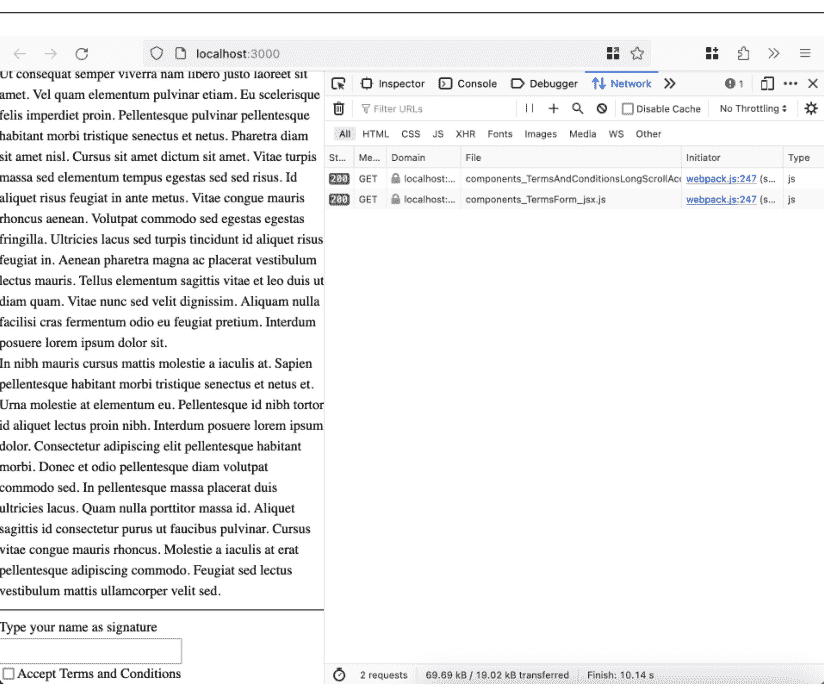 localhost:3000
Ut consequat semper viverra nam libero justo laoreet sit
amet. Vel quam elementum pulvinar etiam. Eu scelerisque
felis imperdiet proin. Pellentesque pulvinar pellentesque
habitant morbi tristique senectus et netus. Pharetra diam
sit amet nisl. Cursus sit amet dictum sit amet. Vitae turpis
massa sed elementum tempus egestas sed sed risus. Id
aliquet risus feugiat in ante metus. Vitae congue mauris
rhoncus aenean. Volutpat commodo sed egestas egestas
fringilla. Ultricies lacus sed turpis tincidunt id aliquet risus
feugiat in. Aenean pharetra magna ac placerat vestibulum
lectus mauris. Tellus elementum sagittis vitae et leo duis ut
diam quam. Vitae nunc sed velit dignissim. Aliquam nulla
facilisi cras fermentum odio eu feugiat pretium. Interdum
posuere lorem ipsum dolor sit.
In nibh mauris cursus mattis molestie a iaculis at. Sapien
pellentesque habitant morbi tristique senectus et netus et.
Urna molestie at elementum eu. Pellentesque id nibh tortor
id aliquet lectus proin nibh. Interdum posuere lorem ipsum
dolor. Consectetur adipiscing elit pellentesque habitant
morbi. Donec et odio pellentesque diam volutpat
commodo sed. In pellentesque massa placerat duis
ultricies lacus. Quam nulla porttitor massa id. Aliquet
sagittis id consectetur purus ut faucibus pulvinar. Cursus
vitae congue mauris rhoncus. Molestie a iaculis at erat
pellentesque adipiscing commodo. Feugiat sed lectus
vestibulum mattis ullamcorper velit sed.
Type your name as signature
Accept Terms and Conditions
Inspector Console Debugger Network 1
Filter URLs Disable Cache No Throttling
All HTML CSS JS XHR Fonts Images Media WS Other
St... Me... Domain File Initiator Type
200 GET localhost:... components_TermsAndConditionsLongScrollAcc webpack.js:247 (s... js
200 GET localhost:... components_TermsForm_jsx.js webpack.js:247 (s... js
2 requests 69.69 kB / 19.02 kB transferred Finish: 10.14 s